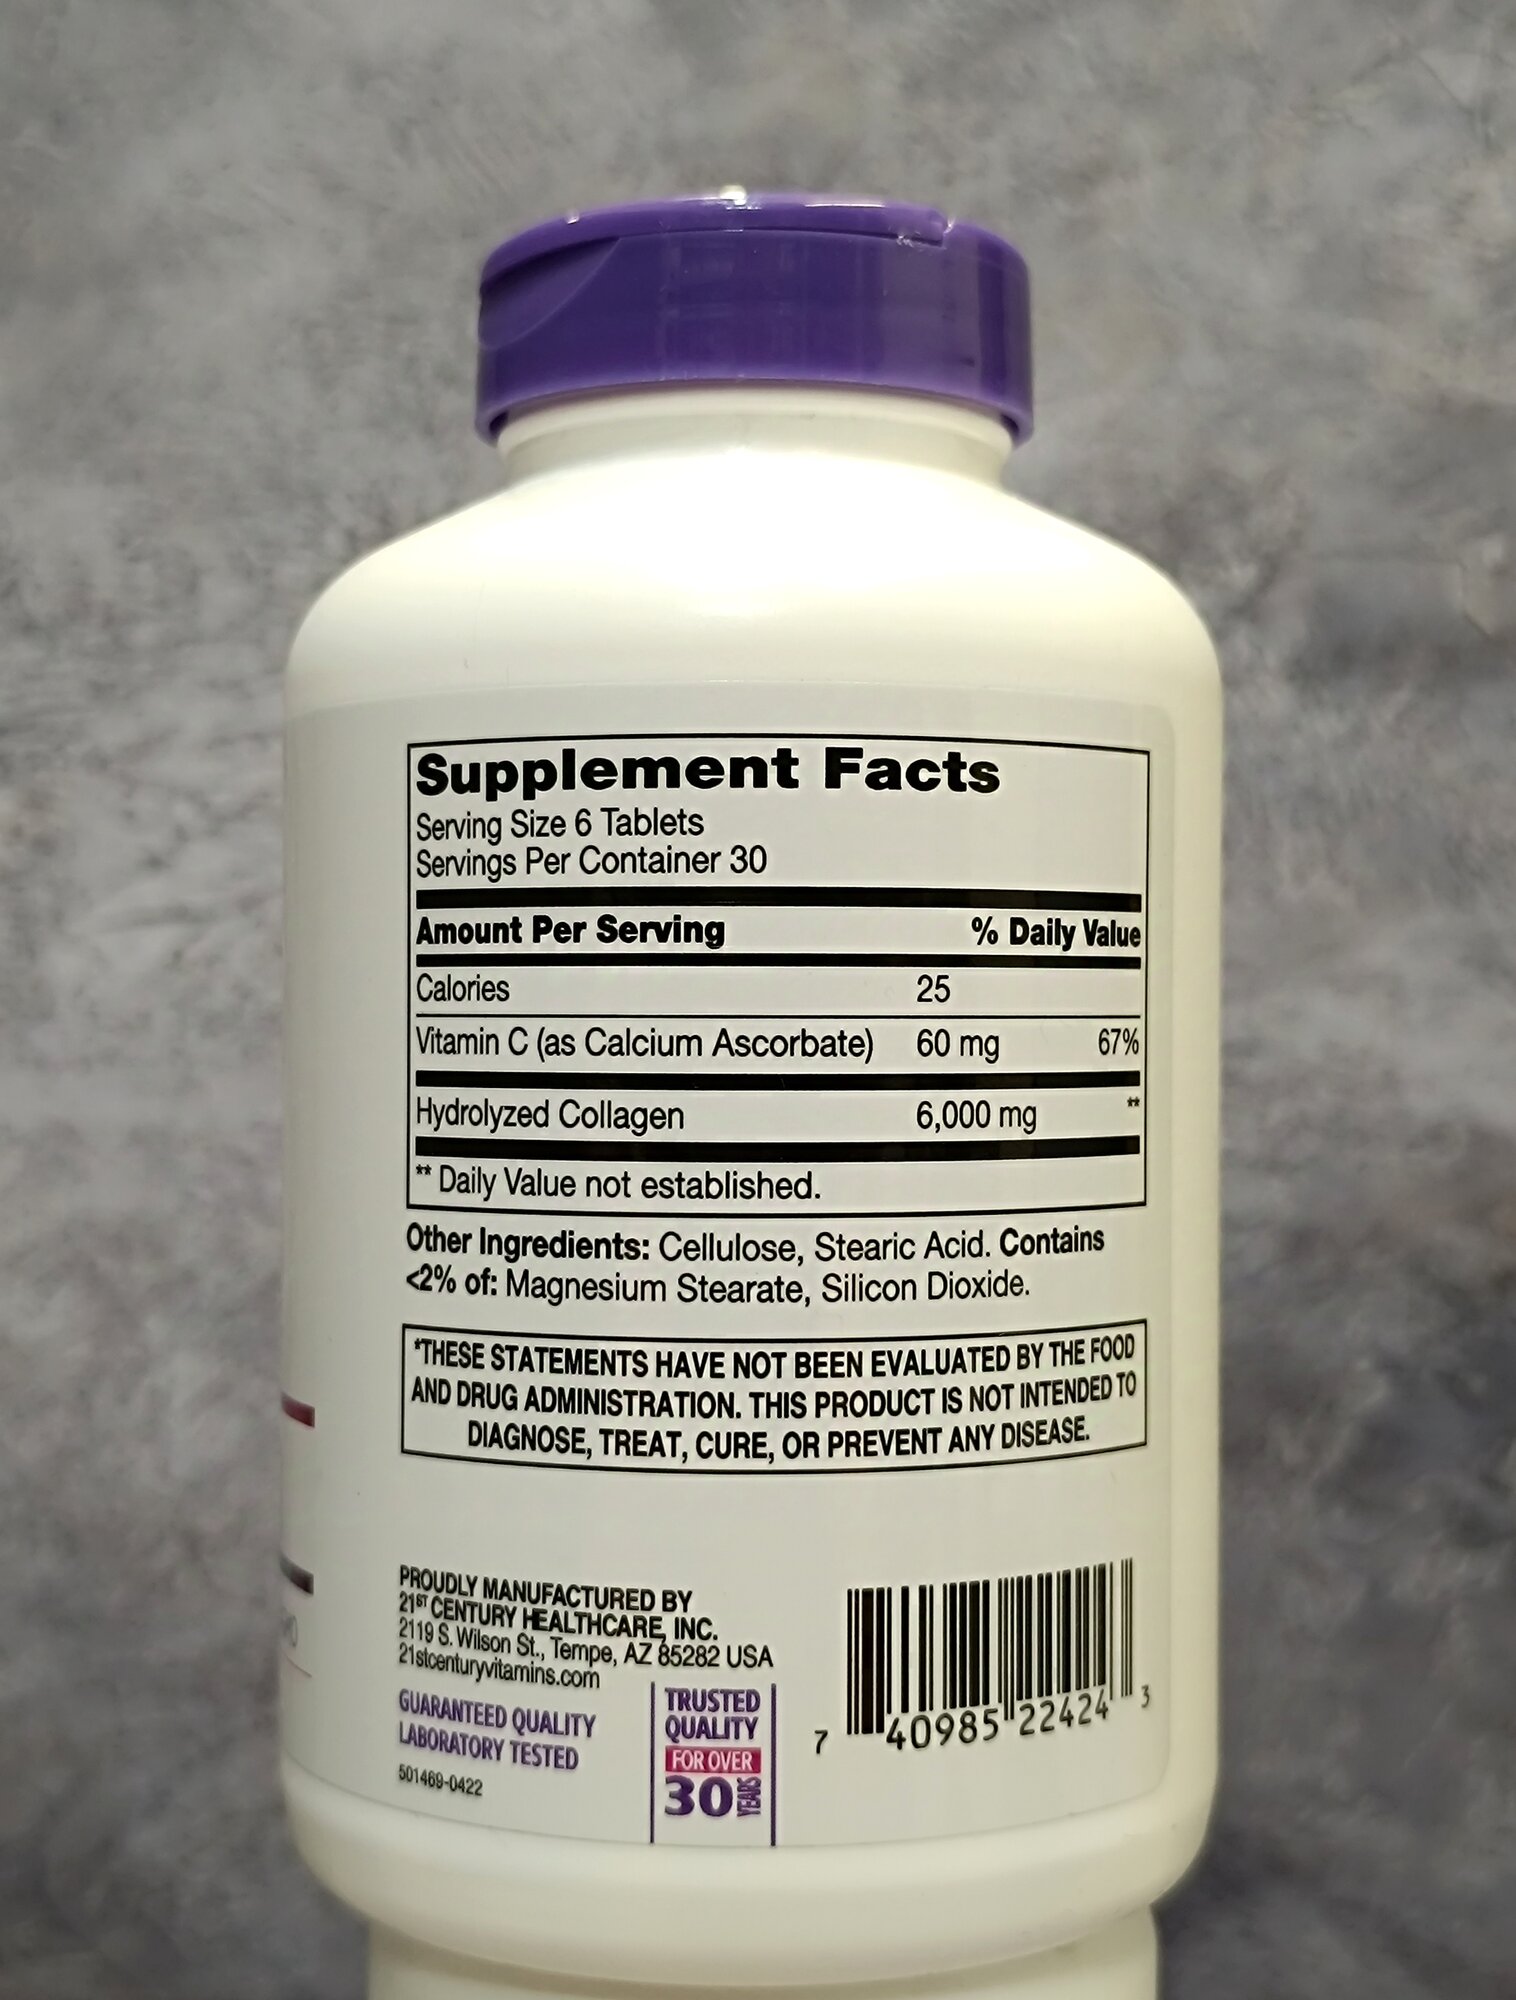 Supplement Facts
Serving Size 6 Tablets
Servings Per Container 30
Amount Per Serving % Daily Value
Calories 25
Vitamin C (as Calcium Ascorbate) 60 mg 67%
Hydrolyzed Collagen 6,000 mg **
** Daily Value not established.
Other Ingredients: Cellulose, Stearic Acid. Contains
<2% of: Magnesium Stearate, Silicon Dioxide.
*THESE STATEMENTS HAVE NOT BEEN EVALUATED BY THE FOOD
AND DRUG ADMINISTRATION. THIS PRODUCT IS NOT INTENDED TO
DIAGNOSE, TREAT, CURE, OR PREVENT ANY DISEASE.
PROUDLY MANUFACTURED BY
21ST CENTURY HEALTHCARE, INC.
2119 S. Wilson St., Tempe, AZ 85282 USA
21stcenturyvitamins.com
GUARANTEED QUALITY
LABORATORY TESTED
501469-0422
TRUSTED
QUALITY
FOR OVER
30 YEARS
7 40985 22424 3